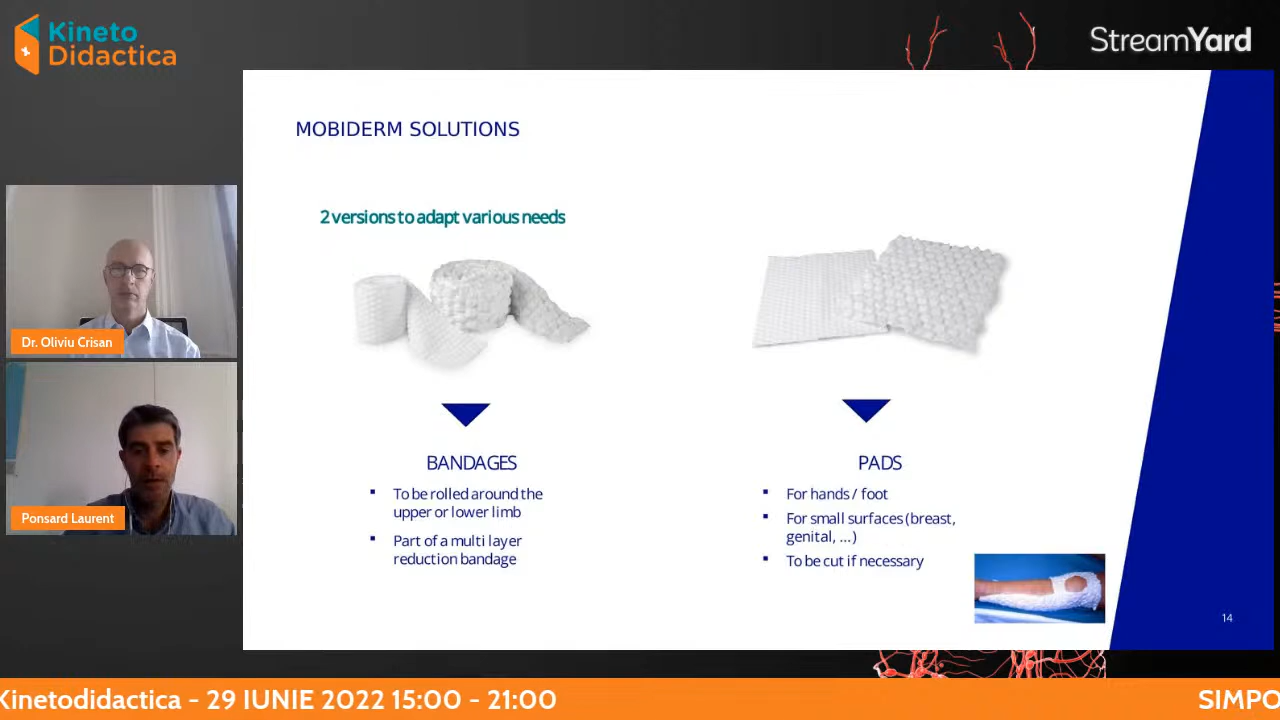 Kineto
Didactica
StreamYard
MOBIDERM SOLUTIONS
2 versions to adapt various needs
BANDAGES
▪ To be rolled around the
upper or lower limb
▪ Part of a multi layer
reduction bandage
PADS
▪ For hands / foot
▪ For small surfaces (breast,
genital, ...)
▪ To be cut if necessary
14
Dr. Oliviu Crisan
Ponsard Laurent
Kinetodidactica - 29 IUNIE 2022 15:00 - 21:00
SIMPO